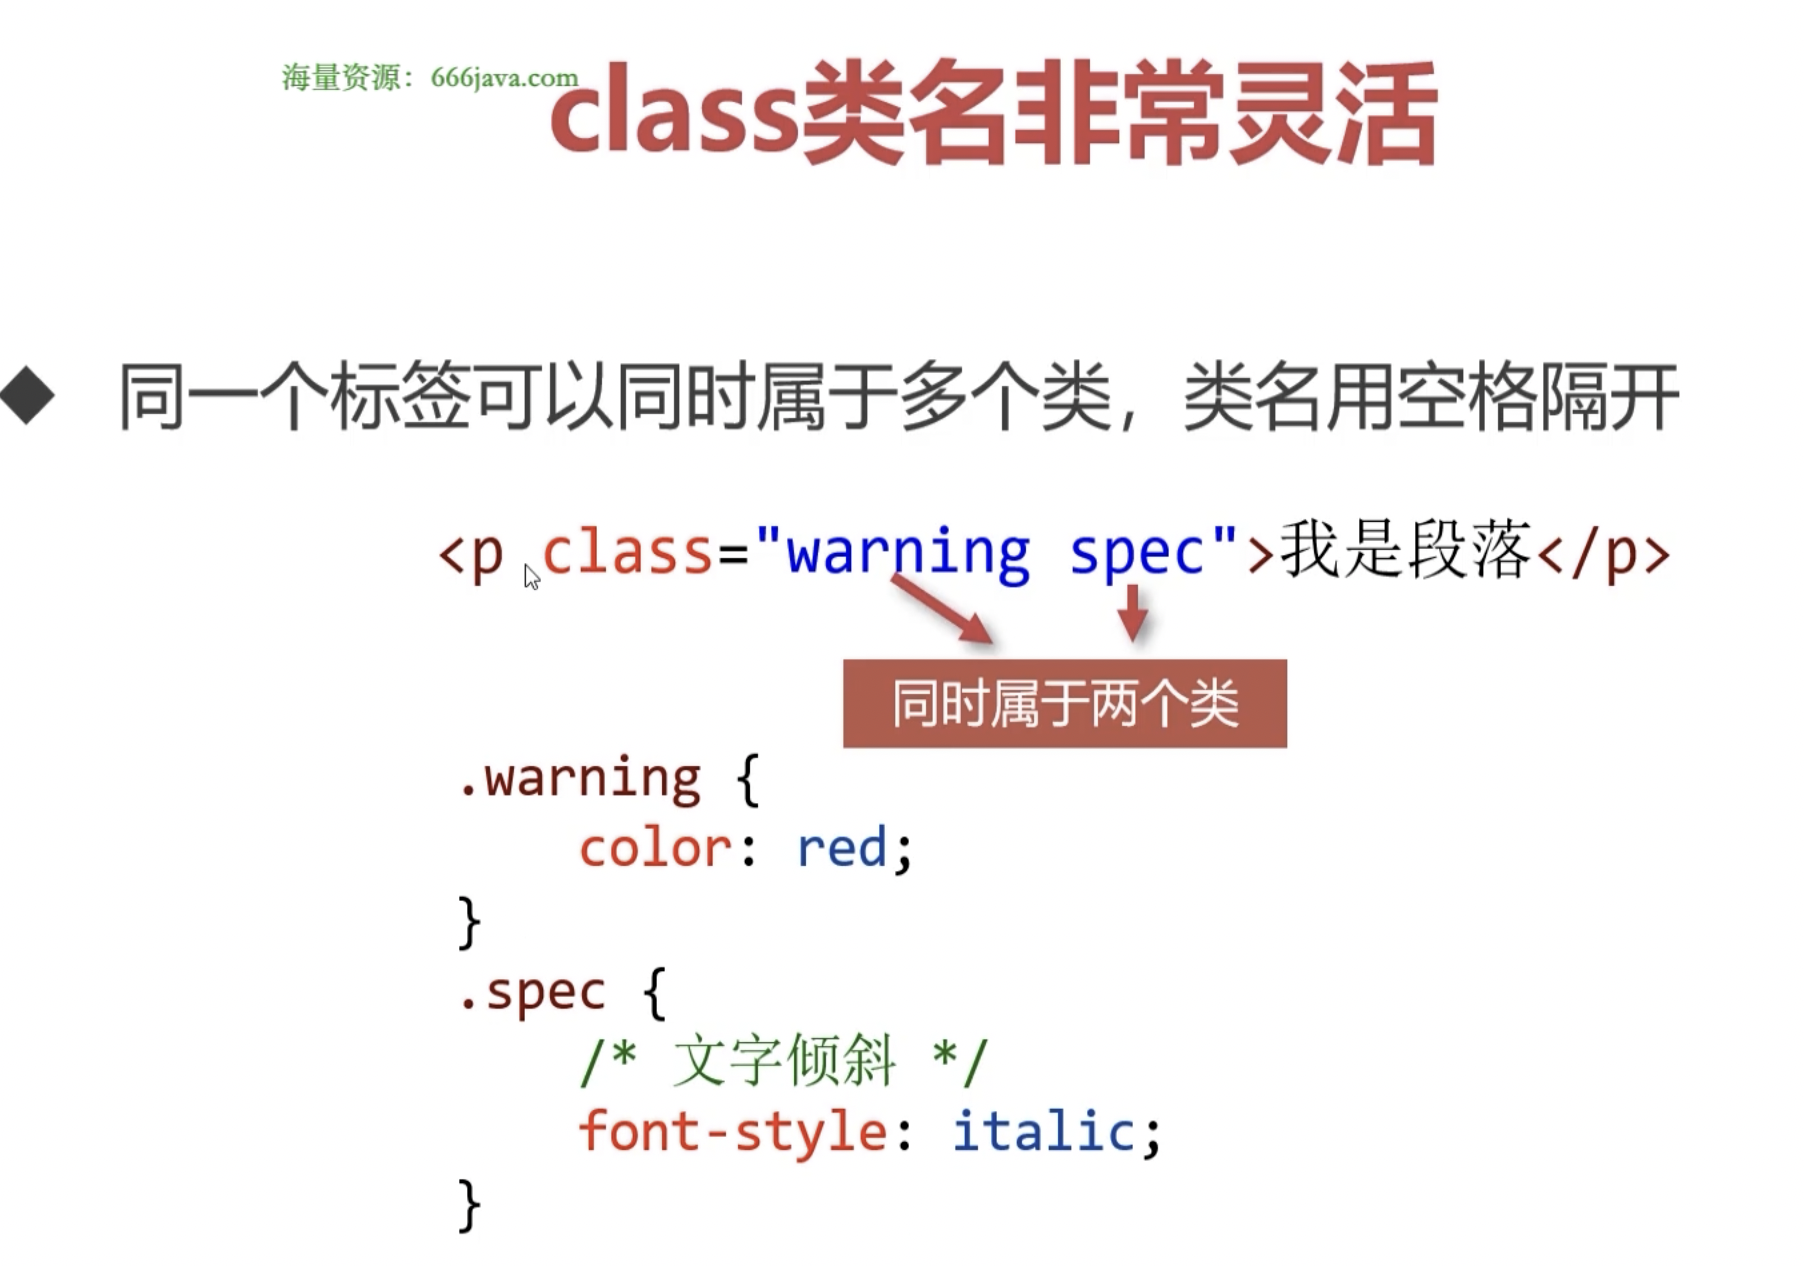 海量资源：666java.com
class类名非常灵活
◆ 同一个标签可以同时属于多个类，类名用空格隔开
<p class="warning spec">我是段落</p>
同时属于两个类
.warning {
    color: red;
}
.spec {
    /* 文字倾斜 */
    font-style: italic;
}